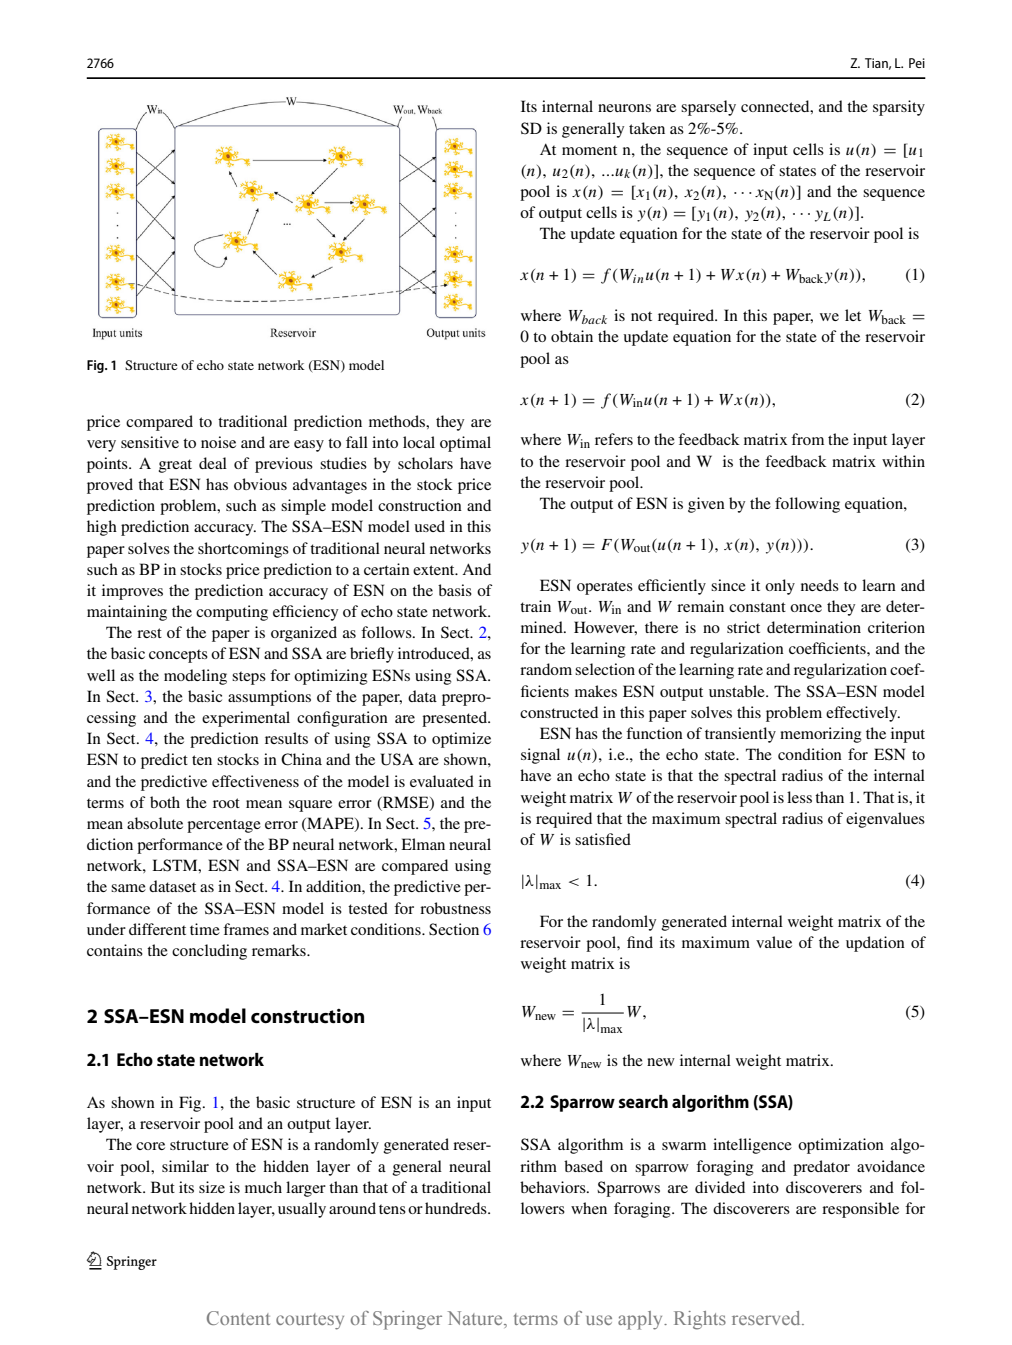 2766
Z. Tian, L. Pei
Win
W
Wout, Wback
...
Input units
Reservoir
Output units
Fig. 1 Structure of echo state network (ESN) model
price compared to traditional prediction methods, they are
very sensitive to noise and are easy to fall into local optimal
points. A great deal of previous studies by scholars have
proved that ESN has obvious advantages in the stock price
prediction problem, such as simple model construction and
high prediction accuracy. The SSA–ESN model used in this
paper solves the shortcomings of traditional neural networks
such as BP in stocks price prediction to a certain extent. And
it improves the prediction accuracy of ESN on the basis of
maintaining the computing efficiency of echo state network.
The rest of the paper is organized as follows. In Sect. 2,
the basic concepts of ESN and SSA are briefly introduced, as
well as the modeling steps for optimizing ESNs using SSA.
In Sect. 3, the basic assumptions of the paper, data prepro-
cessing and the experimental configuration are presented.
In Sect. 4, the prediction results of using SSA to optimize
ESN to predict ten stocks in China and the USA are shown,
and the predictive effectiveness of the model is evaluated in
terms of both the root mean square error (RMSE) and the
mean absolute percentage error (MAPE). In Sect. 5, the pre-
diction performance of the BP neural network, Elman neural
network, LSTM, ESN and SSA–ESN are compared using
the same dataset as in Sect. 4. In addition, the predictive per-
formance of the SSA–ESN model is tested for robustness
under different time frames and market conditions. Section 6
contains the concluding remarks.
2 SSA–ESN model construction
2.1 Echo state network
As shown in Fig. 1, the basic structure of ESN is an input
layer, a reservoir pool and an output layer.
The core structure of ESN is a randomly generated reser-
voir pool, similar to the hidden layer of a general neural
network. But its size is much larger than that of a traditional
neural network hidden layer, usually around tens or hundreds.
Its internal neurons are sparsely connected, and the sparsity
SD is generally taken as 2%-5%.
At moment n, the sequence of input cells is u(n) = [u1
(n), u2(n), ...uk(n)], the sequence of states of the reservoir
pool is x(n) = [x1(n), x2(n), ··· xN(n)] and the sequence
of output cells is y(n) = [y1(n), y2(n), ··· yL(n)].
The update equation for the state of the reservoir pool is
x(n + 1) = f(Winu(n + 1) + Wx(n) + Wbacky(n)), (1)
where Wback is not required. In this paper, we let Wback =
0 to obtain the update equation for the state of the reservoir
pool as
x(n + 1) = f(Winu(n + 1) + Wx(n)), (2)
where Win refers to the feedback matrix from the input layer
to the reservoir pool and W is the feedback matrix within
the reservoir pool.
The output of ESN is given by the following equation,
y(n + 1) = F(Wout(u(n + 1), x(n), y(n))). (3)
ESN operates efficiently since it only needs to learn and
train Wout. Win and W remain constant once they are deter-
mined. However, there is no strict determination criterion
for the learning rate and regularization coefficients, and the
random selection of the learning rate and regularization coef-
ficients makes ESN output unstable. The SSA–ESN model
constructed in this paper solves this problem effectively.
ESN has the function of transiently memorizing the input
signal u(n), i.e., the echo state. The condition for ESN to
have an echo state is that the spectral radius of the internal
weight matrix W of the reservoir pool is less than 1. That is, it
is required that the maximum spectral radius of eigenvalues
of W is satisfied
|λ|max < 1. (4)
For the randomly generated internal weight matrix of the
reservoir pool, find its maximum value of the updation of
weight matrix is
Wnew = 1/|λ|max W, (5)
where Wnew is the new internal weight matrix.
2.2 Sparrow search algorithm (SSA)
SSA algorithm is a swarm intelligence optimization algo-
rithm based on sparrow foraging and predator avoidance
behaviors. Sparrows are divided into discoverers and fol-
lowers when foraging. The discoverers are responsible for
Springer
Content courtesy of Springer Nature, terms of use apply. Rights reserved.